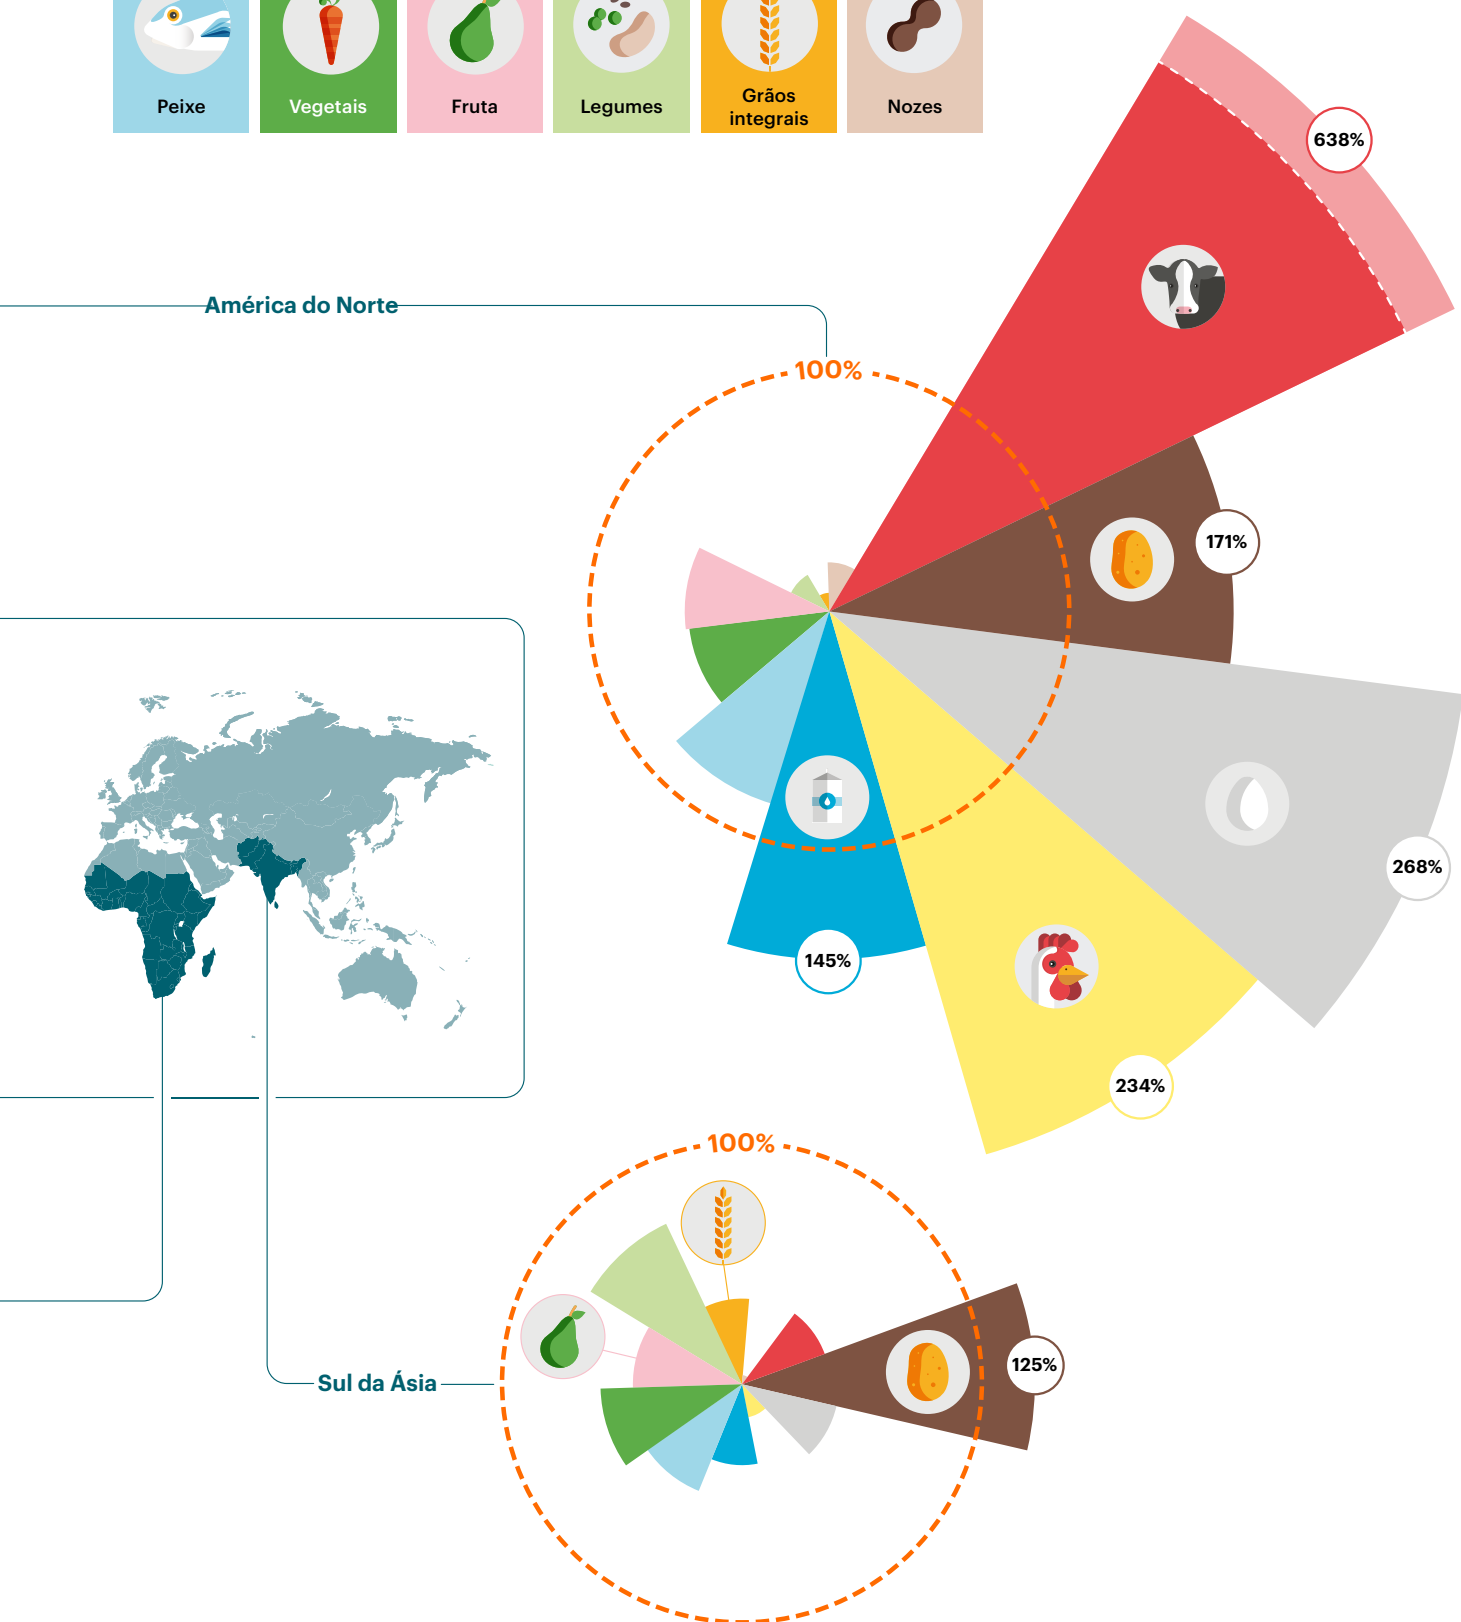 Peixe
Vegetais
Fruta
Legumes
Grãos
integrais
Nozes
638%
América do Norte
100%
171%
268%
145%
234%
100%
125%
Sul da Ásia